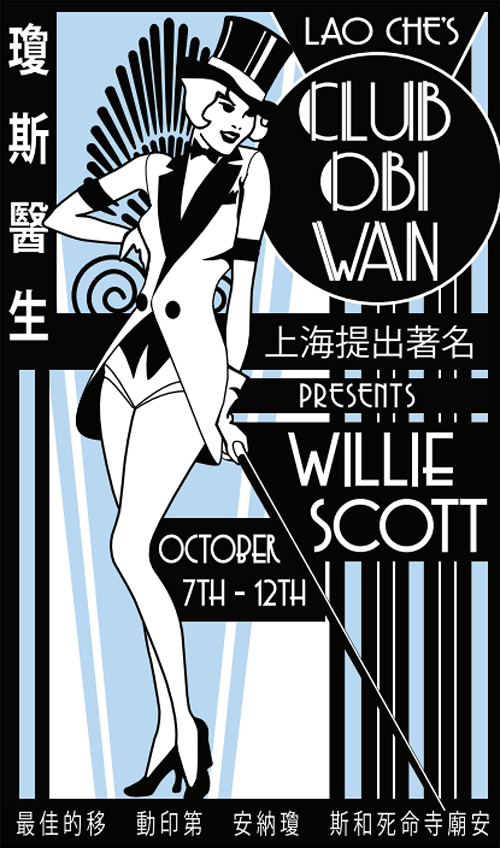 瓊斯醫生
LAO CHE'S
CLUB
OBI
WAN
上海提出著名
PRESENTS
WILLIE
SCOTT
OCTOBER
7TH - 12TH
最佳的移 動印第 安納瓊 斯和死命寺廟安